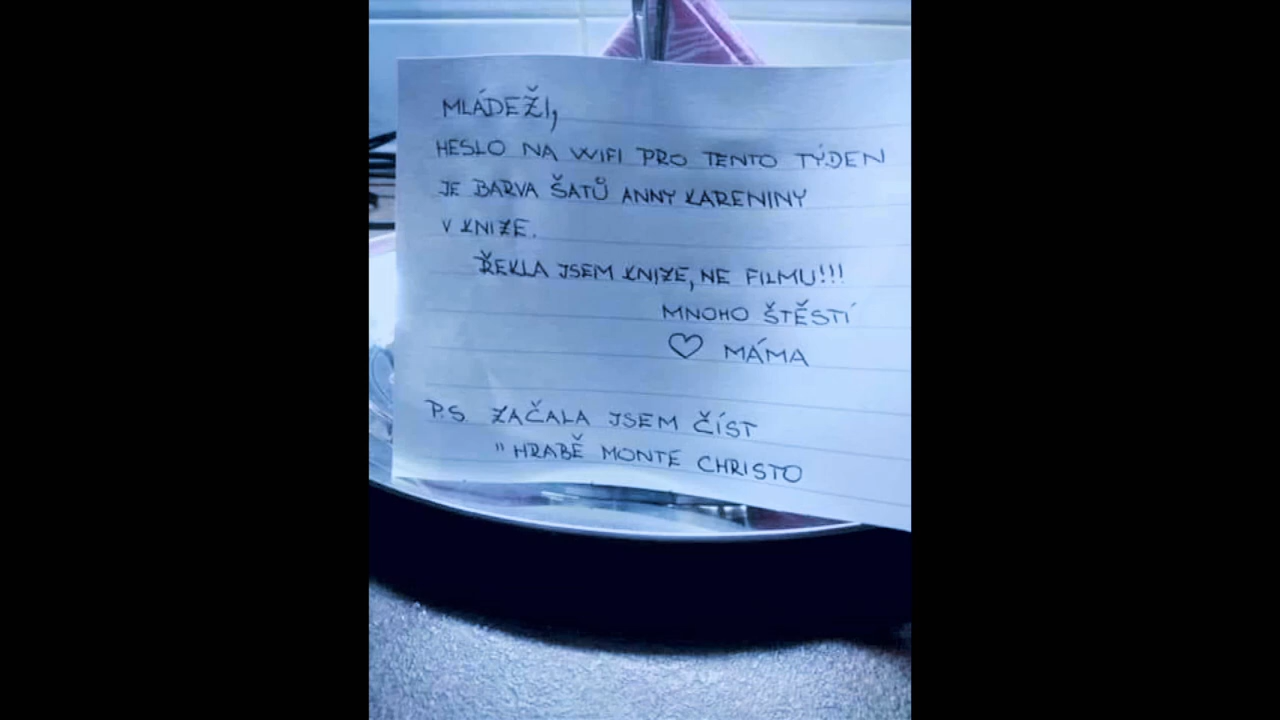 MLÁDEŽI,
HESLO NA WIFI PRO TENTO TÝDEN
JE BARVA ŠATŮ ANNY KARENINY
V KNIZE.
ŘEKLA JSEM KNIZE, NE FILMU!!!
MNOHO ŠTĚSTÍ
♡ MÁMA
P.S. ZAČALA JSEM ČÍST
"HRABĚ MONTE CHRISTO